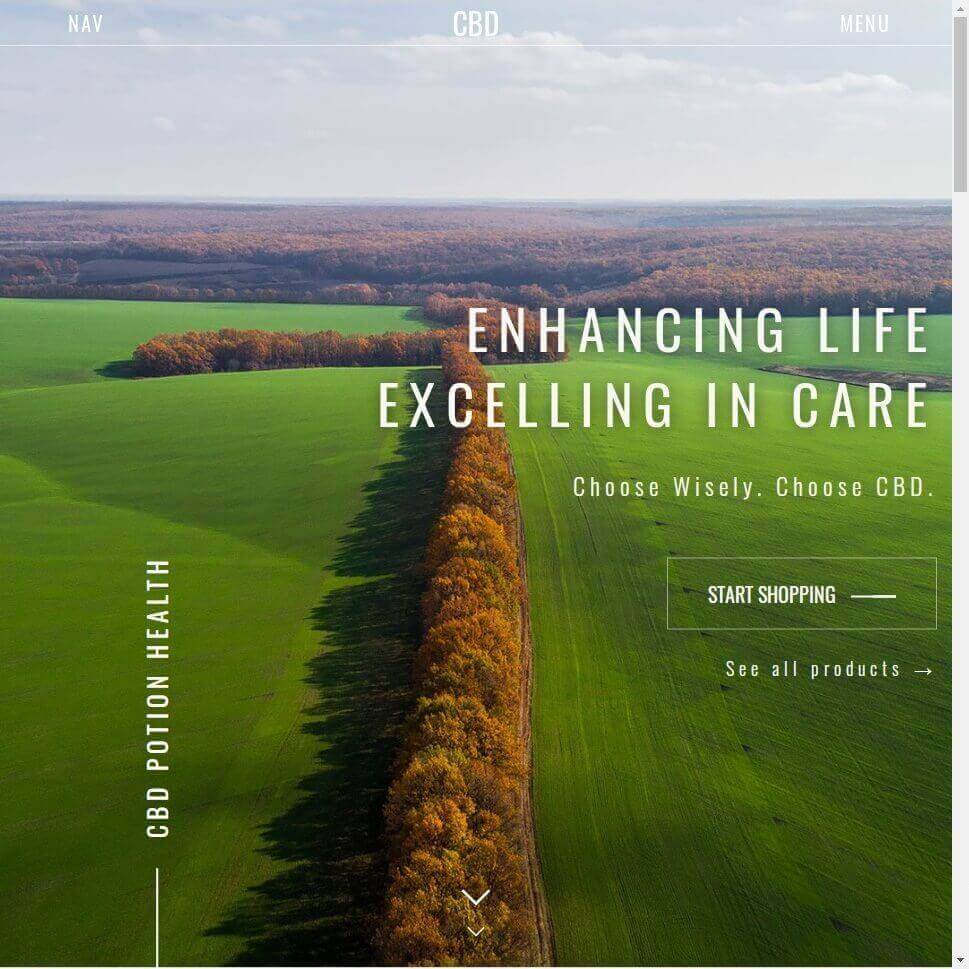 NAV
CBD
MENU
ENHANCING LIFE
EXCELLING IN CARE
Choose Wisely. Choose CBD.
START SHOPPING
See all products →
CBD POTION HEALTH